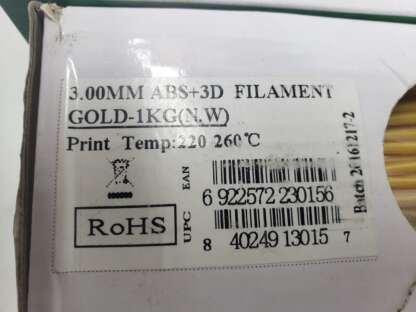 3.00MM ABS+3D FILAMENT
GOLD-1KG(N.W)
Print Temp:220 260℃
EAN
6 922572 230156
RoHS
UPC
8 40249 13015 7
Batch 20161217-2